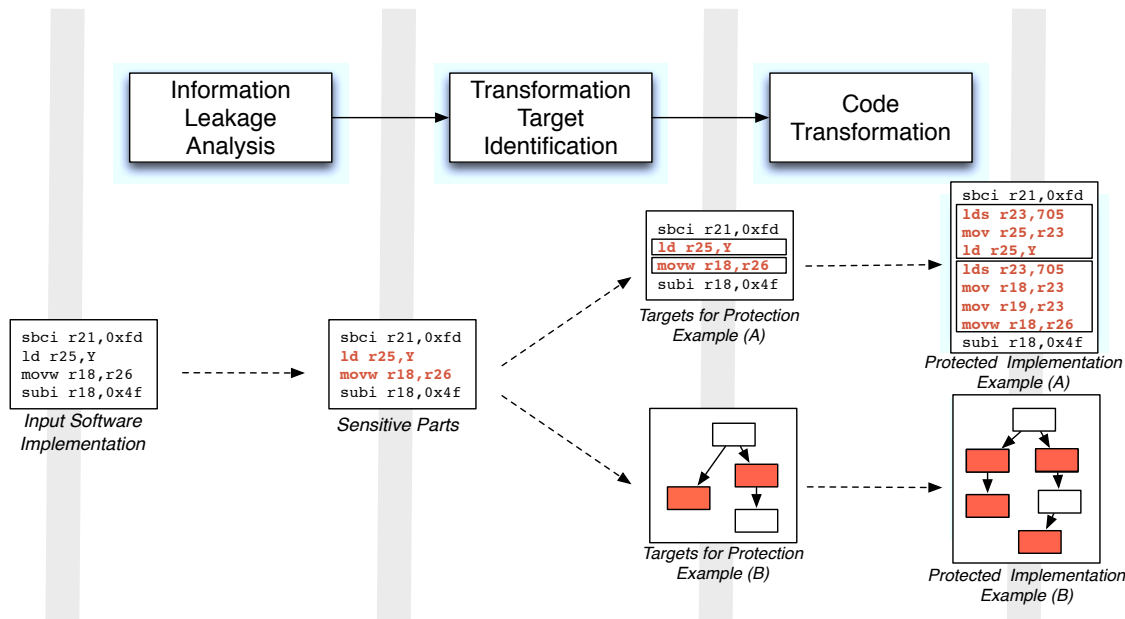 Information
Leakage
Analysis
Transformation
Target
Identification
Code
Transformation
sbci r21,0xfd
ld r25,Y
movw r18,r26
subi r18,0x4f
Input Software
Implementation
sbci r21,0xfd
ld r25,Y
movw r18,r26
subi r18,0x4f
Sensitive Parts
sbci r21,0xfd
ld r25,Y
movw r18,r26
subi r18,0x4f
Targets for Protection
Example (A)
sbci r21,0xfd
lds r23,705
mov r25,r23
ld r25,Y
lds r23,705
mov r18,r23
mov r19,r23
movw r18,r26
subi r18,0x4f
Protected Implementation
Example (A)
Targets for Protection
Example (B)
Protected Implementation
Example (B)